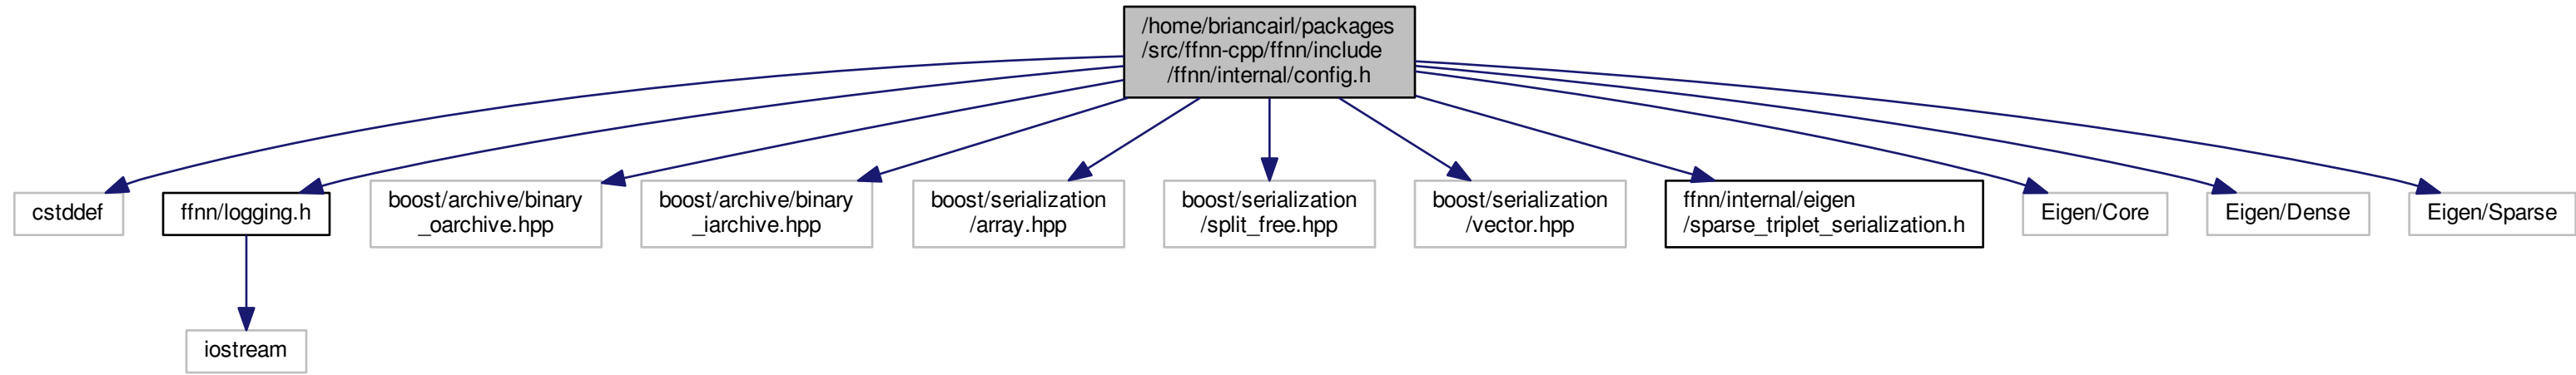 /home/briancairl/packages
/src/ffnn-cpp/ffnn/include
/ffnn/internal/config.h
cstddef
ffnn/logging.h
boost/archive/binary
_oarchive.hpp
boost/archive/binary
_iarchive.hpp
boost/serialization
/array.hpp
boost/serialization
/split_free.hpp
boost/serialization
/vector.hpp
ffnn/internal/eigen
/sparse_triplet_serialization.h
Eigen/Core
Eigen/Dense
Eigen/Sparse
iostream